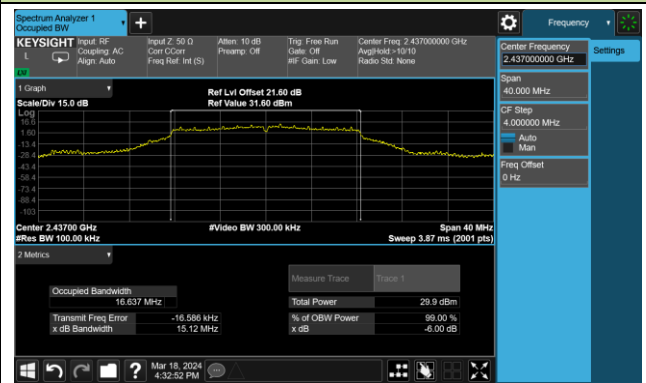 Spectrum Analyzer 1
Occupied BW
Frequency
KEYSIGHT
L
Input: RF
Coupling: AC
Align: Auto
Input Z: 50 Ω
Corr CCorr
Freq Ref: Int (S)
Atten: 10 dB
Preamp: Off
Trig: Free Run
Gate: Off
#IF Gain: Low
Center Freq: 2.437000000 GHz
Avg|Hold:>10/10
Radio Std: None
Center Frequency
2.437000000 GHz
Settings
Span
40.000 MHz
CF Step
4.000000 MHz
Auto
Man
Freq Offset
0 Hz
1 Graph
Scale/Div 15.0 dB
Ref Lvl Offset 21.60 dB
Ref Value 31.60 dBm
Log
16.6
1.60
-13.4
-28.4
-43.4
-58.4
-73.4
-88.4
-103
Center 2.43700 GHz
#Res BW 100.00 kHz
#Video BW 300.00 kHz
Span 40 MHz
Sweep 3.87 ms (2001 pts)
2 Metrics
Measure Trace
Trace 1
Occupied Bandwidth
16.637 MHz
Total Power
29.9 dBm
Transmit Freq Error
-16.586 kHz
% of OBW Power
99.00 %
x dB Bandwidth
15.12 MHz
x dB
-6.00 dB
?
Mar 18, 2024
4:32:52 PM